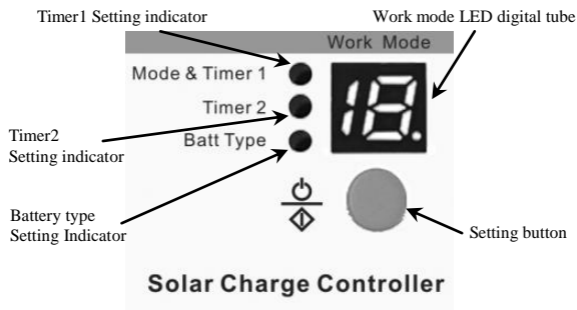 Timer1 Setting indicator
Work mode LED digital tube
Work Mode
Mode & Timer 1
Timer 2
Batt Type
18.
Timer2
Setting indicator
Battery type
Setting Indicator
Setting button
Solar Charge Controller